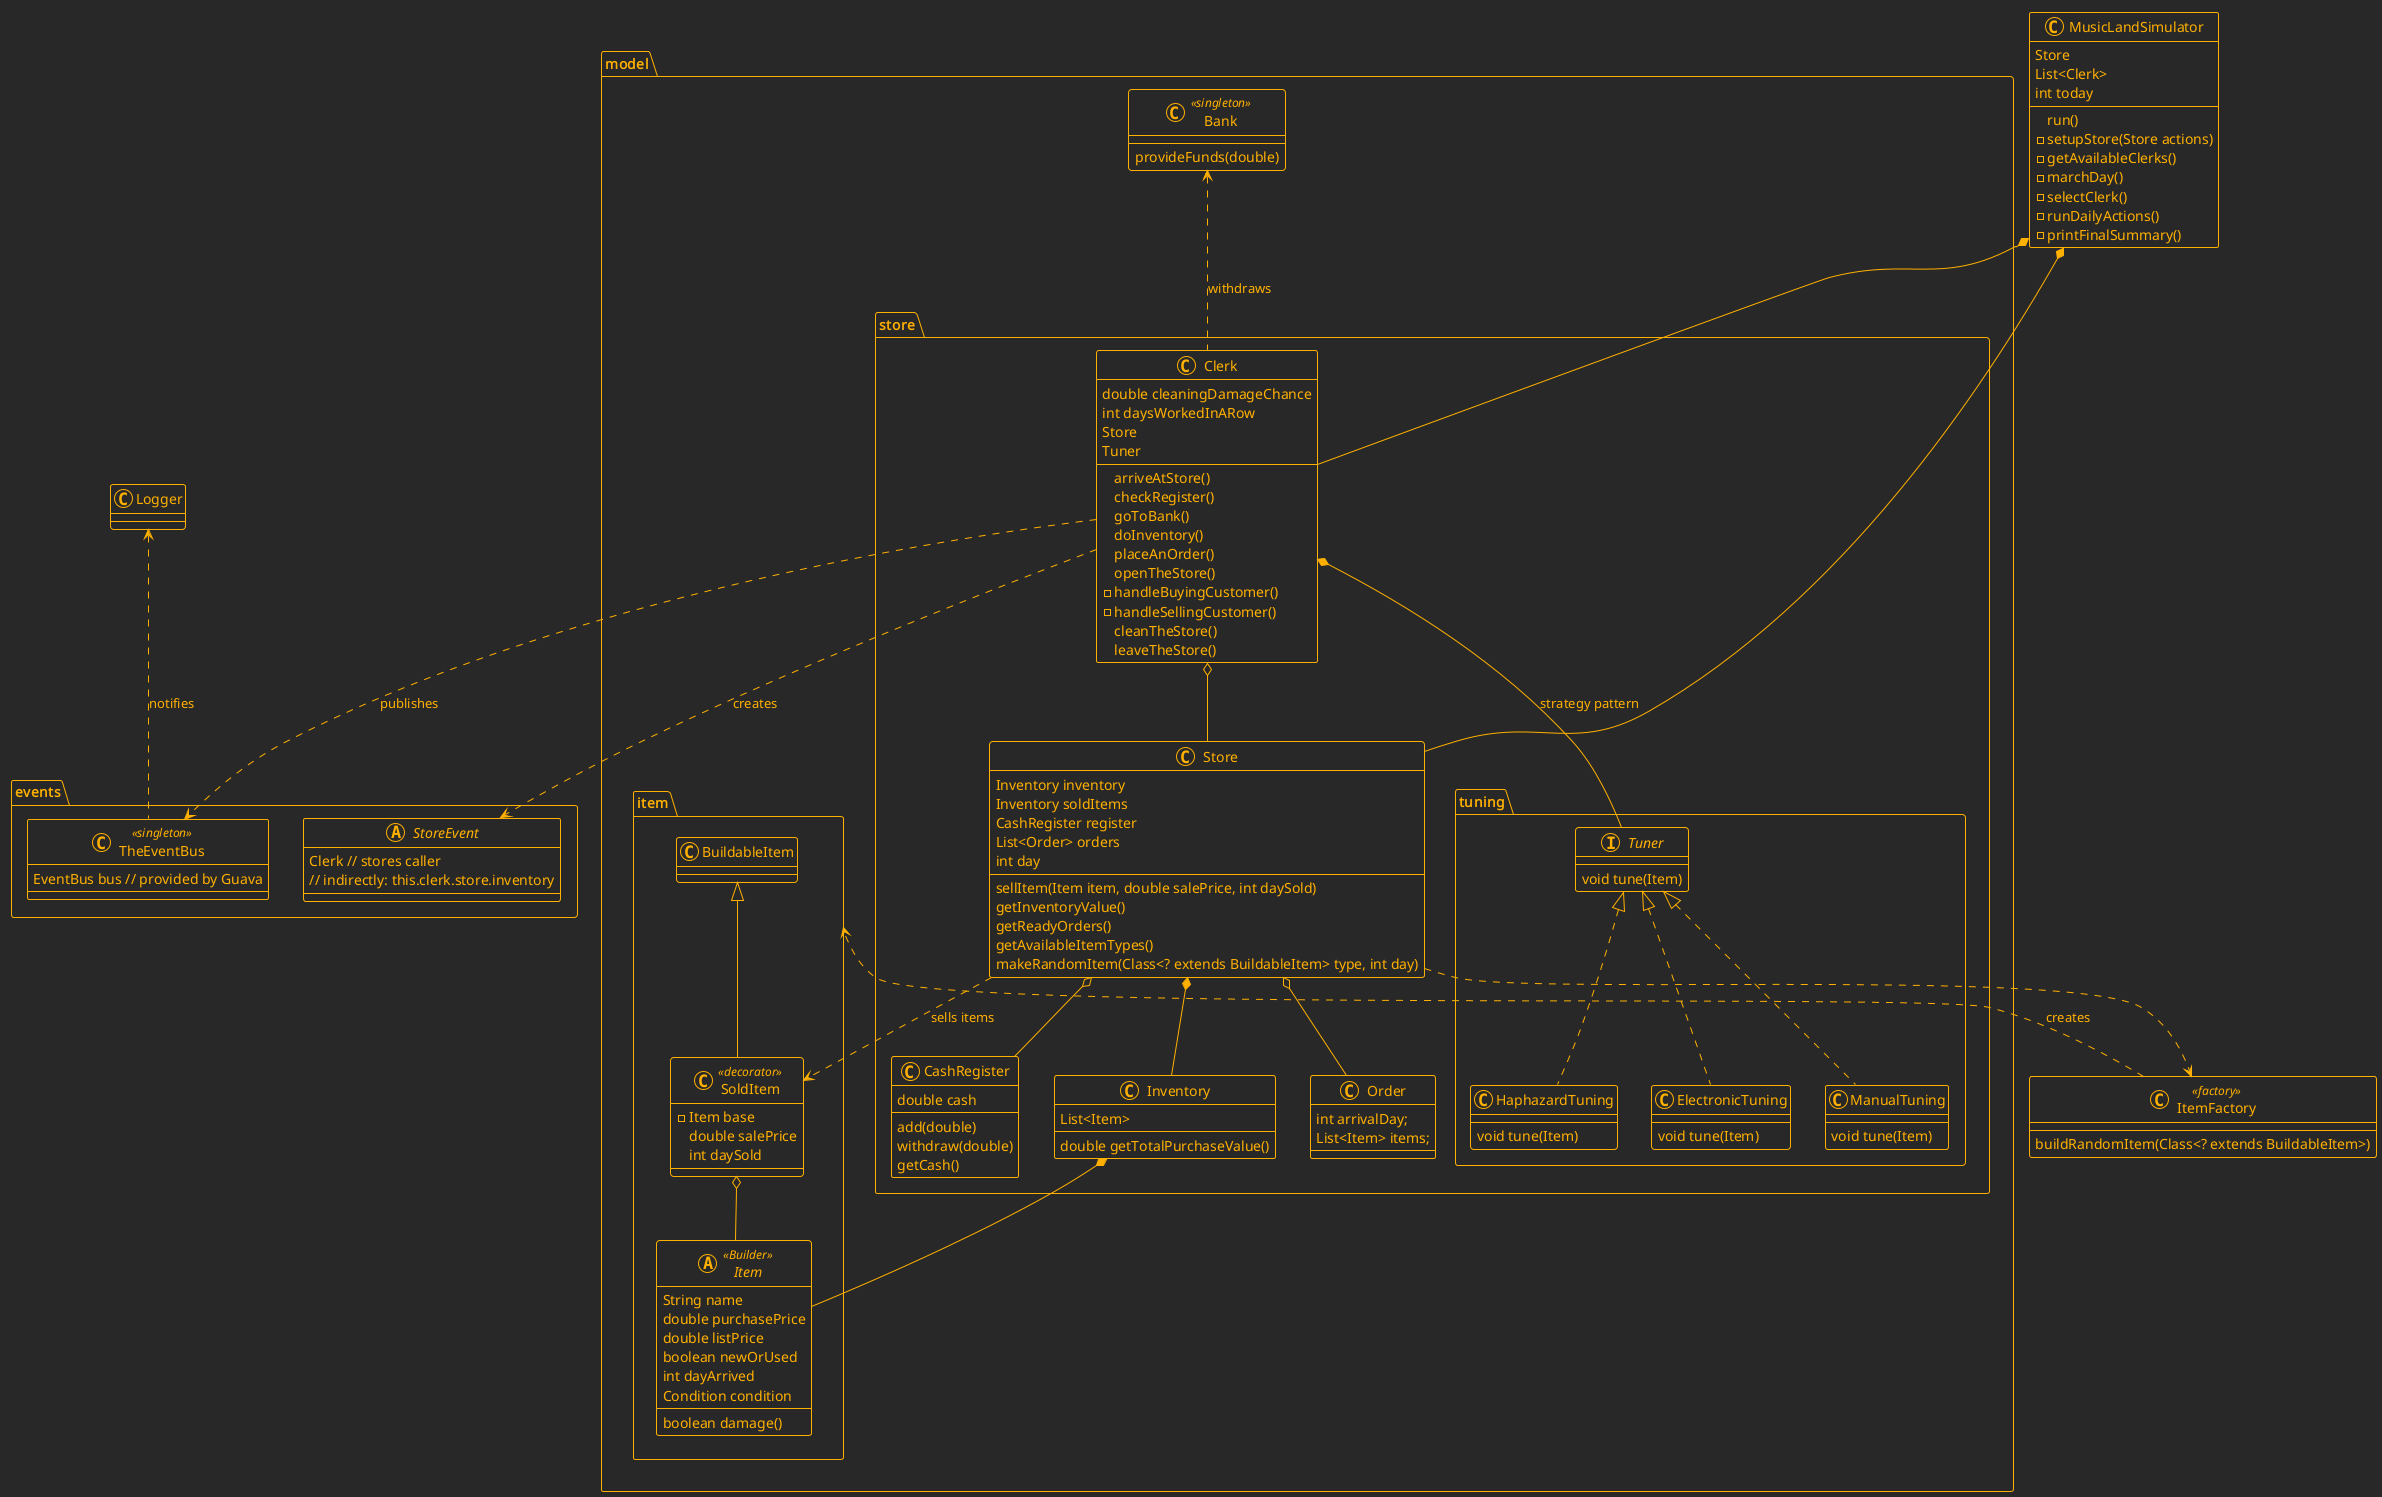 MusicLandSimulator
Store
List<Clerk>
int today
run()
setupStore(Store actions)
getAvailableClerks()
marchDay()
selectClerk()
runDailyActions()
printFinalSummary()
model
«singleton»
Bank
provideFunds(double)
withdraws
store
Clerk
double cleaningDamageChance
int daysWorkedInARow
Store
Tuner
arriveAtStore()
checkRegister()
goToBank()
doInventory()
placeAnOrder()
openTheStore()
handleBuyingCustomer()
handleSellingCustomer()
cleanTheStore()
leaveTheStore()
Logger
notifies
publishes
creates
strategy pattern
events
«singleton»
TheEventBus
EventBus bus // provided by Guava
StoreEvent
Clerk // stores caller
// indirectly: this.clerk.store.inventory
item
BuildableItem
Store
Inventory inventory
Inventory soldItems
CashRegister register
List<Order> orders
int day
sellItem(Item item, double salePrice, int daySold)
getInventoryValue()
getReadyOrders()
getAvailableItemTypes()
makeRandomItem(Class<? extends BuildableItem> type, int day)
tuning
Tuner
void tune(Item)
sells items
creates
«decorator»
SoldItem
Item base
double salePrice
int daySold
CashRegister
double cash
add(double)
withdraw(double)
getCash()
Inventory
List<Item>
double getTotalPurchaseValue()
Order
int arrivalDay;
List<Item> items;
HaphazardTuning
void tune(Item)
ElectronicTuning
void tune(Item)
ManualTuning
void tune(Item)
«factory»
ItemFactory
buildRandomItem(Class<? extends BuildableItem>)
«Builder»
Item
String name
double purchasePrice
double listPrice
boolean newOrUsed
int dayArrived
Condition condition
boolean damage()